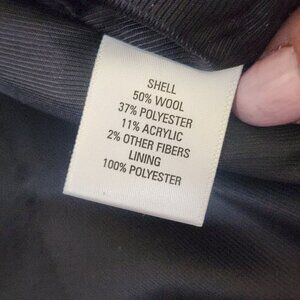 SHELL
50% WOOL
37% POLYESTER
11% ACRYLIC
2% OTHER FIBERS
LINING
100% POLYESTER